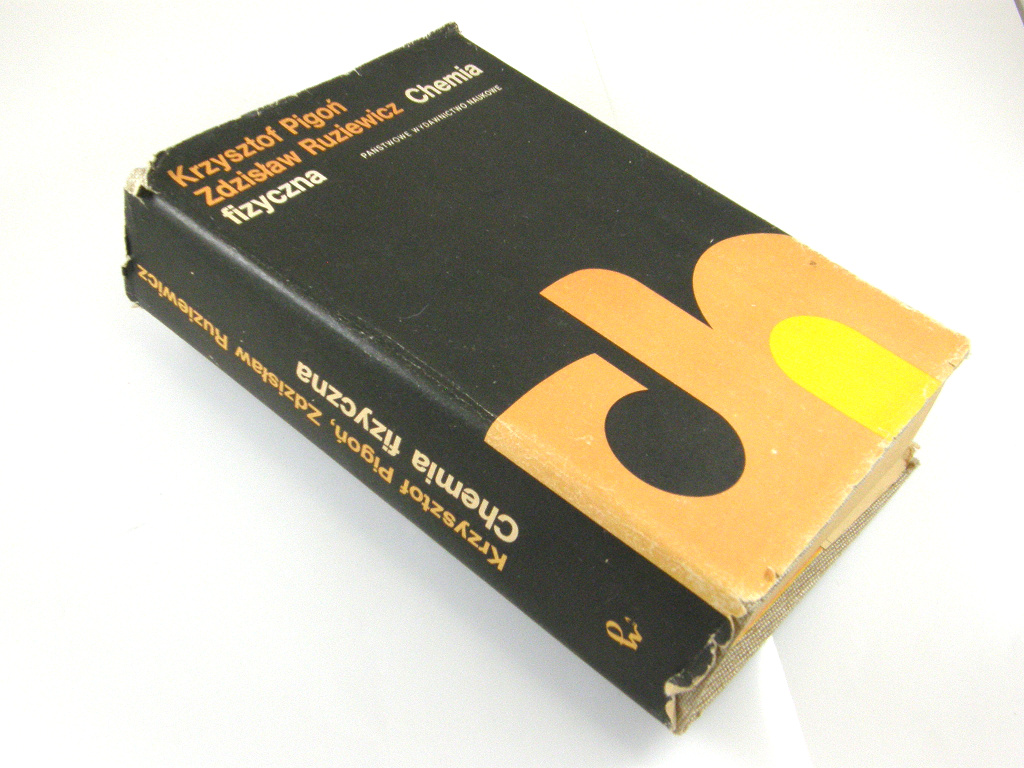 Krzysztof Pigoń
Zdzisław Ruziewicz Chemia
fizyczna
PAŃSTWOWE WYDAWNICTWO NAUKOWE
Krzysztof Pigoń, Zdzisław Ruziewicz
Chemia fizyczna